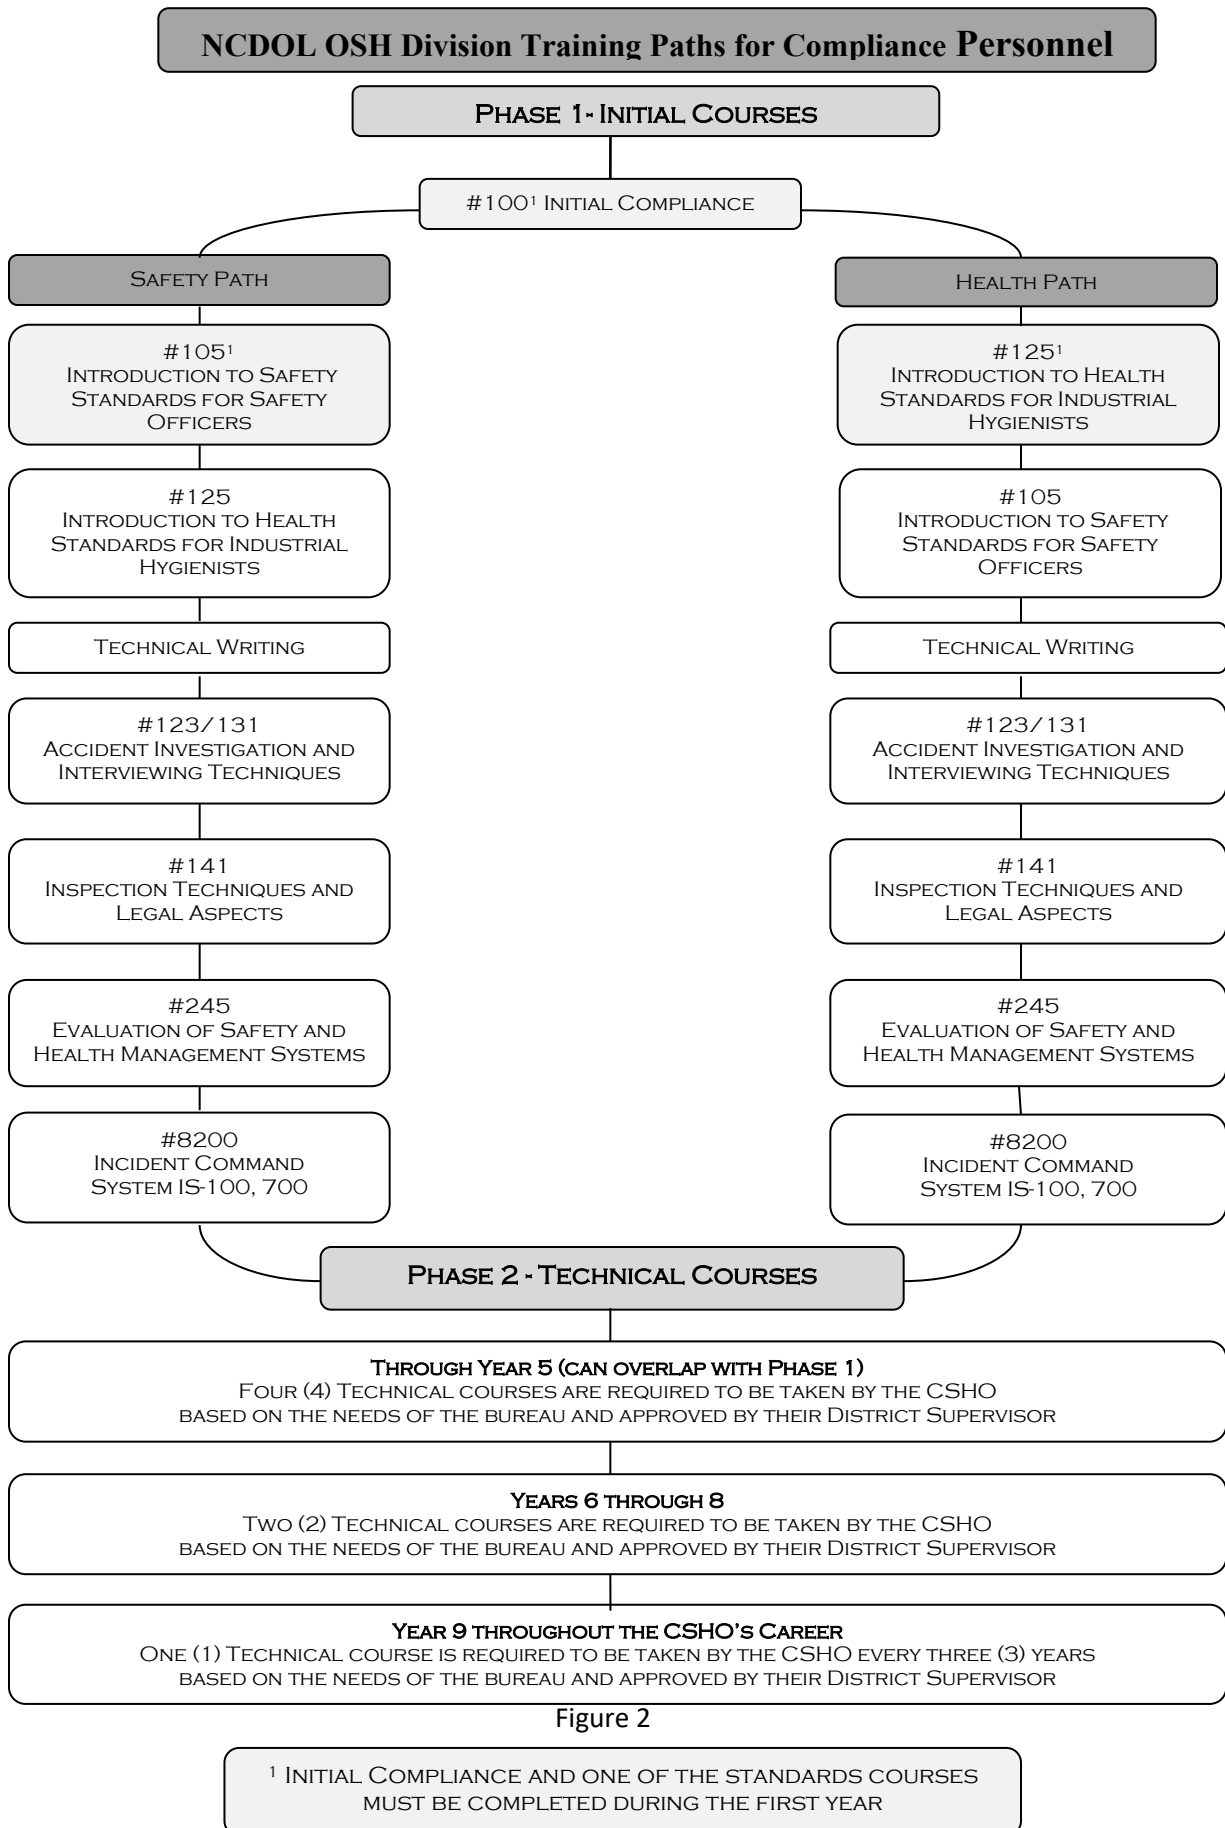 NCDOL OSH Division Training Paths for Compliance Personnel
Phase 1- Initial Courses
#100¹ Initial Compliance
Safety Path
#105¹
Introduction to Safety
Standards for Safety
Officers
#125
Introduction to Health
Standards for Industrial
Hygienists
Technical Writing
#123/131
Accident Investigation and
Interviewing Techniques
#141
Inspection Techniques and
Legal Aspects
#245
Evaluation of Safety and
Health Management Systems
#8200
Incident Command
System IS-100, 700
Health Path
#125¹
Introduction to Health
Standards for Industrial
Hygienists
#105
Introduction to Safety
Standards for Safety
Officers
Technical Writing
#123/131
Accident Investigation and
Interviewing Techniques
#141
Inspection Techniques and
Legal Aspects
#245
Evaluation of Safety and
Health Management Systems
#8200
Incident Command
System IS-100, 700
Phase 2 - Technical Courses
Through Year 5 (can overlap with Phase 1)
Four (4) Technical courses are required to be taken by the CSHO
based on the needs of the bureau and approved by their District Supervisor
Years 6 through 8
Two (2) Technical courses are required to be taken by the CSHO
based on the needs of the bureau and approved by their District Supervisor
Year 9 throughout the CSHO's Career
One (1) Technical course is required to be taken by the CSHO every three (3) years
based on the needs of the bureau and approved by their District Supervisor
Figure 2
¹ Initial Compliance and one of the standards courses
must be completed during the first year